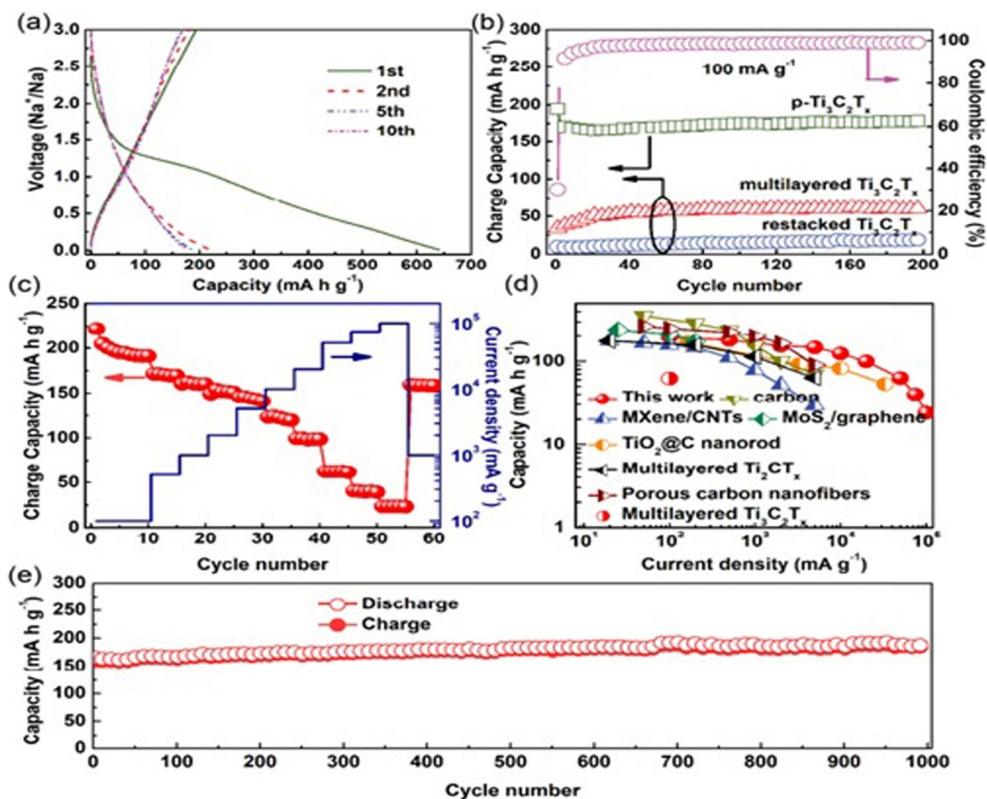 (a)
3.0
2.5
2.0
1.5
1.0
0.5
0.0
Voltage (Na⁺/Na)
1st
2nd
5th
10th
0 100 200 300 400 500 600 700
Capacity (mA h g⁻¹)
(b)
300
250
200
150
100
50
0
Charge Capacity (mA h g⁻¹)
100 mA g⁻¹
p-Ti₃C₂Tₓ
multilayered Ti₃C₂Tₓ
restacked Ti₃C₂Tₓ
100
80
60
40
20
0
Coulombic efficiency (%)
0 40 80 120 160 200
Cycle number
(c)
250
200
150
100
50
0
Charge Capacity (mA h g⁻¹)
10⁵
10⁴
10³
10²
Current density (mA g⁻¹)
0 10 20 30 40 50 60
Cycle number
(d)
100
10
1
Capacity (mA h g⁻¹)
This work carbon
MXene/CNTs MoS₂/graphene
TiO₂@C nanorod
Multilayered Ti₂CTₓ
Porous carbon nanofibers
Multilayered Ti₃C₂Tₓ
10¹ 10² 10³ 10⁴ 10⁵
Current density (mA g⁻¹)
(e)
300
250
200
150
100
50
0
Capacity (mA h g⁻¹)
Discharge
Charge
0 100 200 300 400 500 600 700 800 900 1000
Cycle number